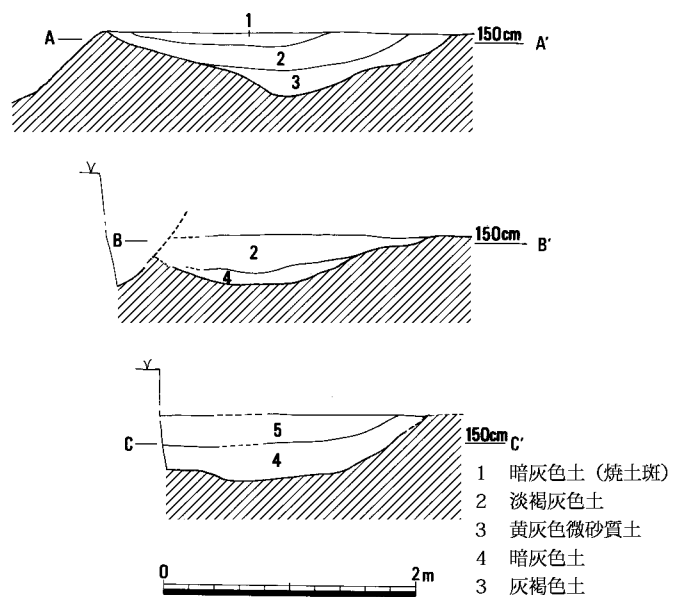 1
A 150cm A′
2
3
B 150cm B′
2
4
5
C 150cm C′
4
1 暗灰色土（焼土斑）
2 淡褐灰色土
3 黄灰色微砂質土
4 暗灰色土
3 灰褐色土
0 2m